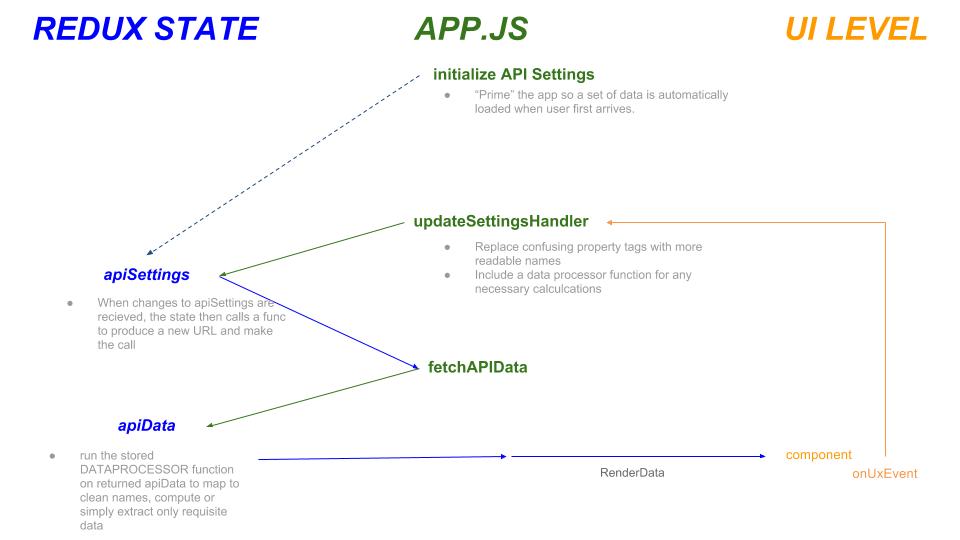 REDUX STATE
APP.JS
UI LEVEL
initialize API Settings
● “Prime” the app so a set of data is automatically
loaded when user first arrives.
updateSettingsHandler
● Replace confusing property tags with more
readable names
● Include a data processor function for any
necessary calculcations
apiSettings
● When changes to apiSettings are
recieved, the state then calls a func
to produce a new URL and make
the call
fetchAPIData
apiData
● run the stored
DATAPROCESSOR function
on returned apiData to map to
clean names, compute or
simply extract only requisite
data
RenderData
component
onUxEvent